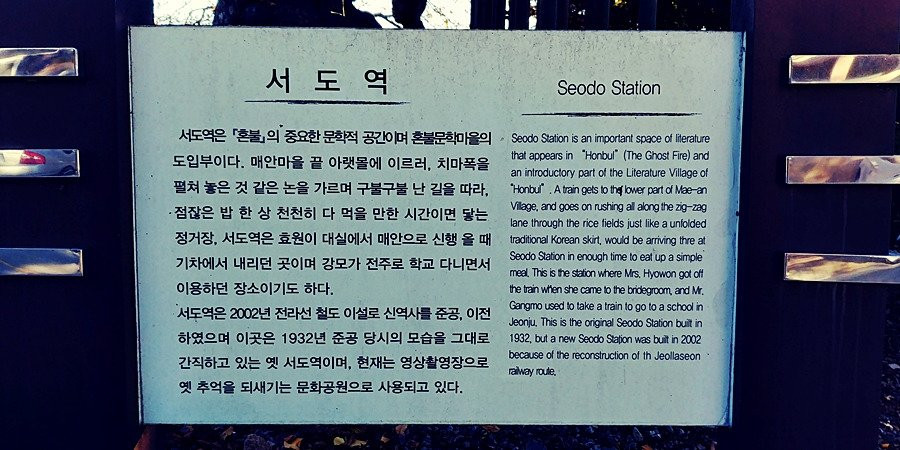 서 도 역
서도역은 『혼불』의 중요한 문학적 공간이며 혼불문학마을의
도입부이다. 매안마을 끝 아랫몰에 이르러, 치마폭을
펼쳐 놓은 것 같은 논을 가르며 구불구불 난 길을 따라,
점잖은 밥 한 상 천천히 다 먹을 만한 시간이면 닿는
정거장, 서도역은 효원이 대실에서 매안으로 신행 올 때
기차에서 내리던 곳이며 강모가 전주로 학교 다니면서
이용하던 장소이기도 하다.
서도역은 2002년 전라선 철도 이설로 신역사를 준공, 이전
하였으며 이곳은 1932년 준공 당시의 모습을 그대로
간직하고 있는 옛 서도역이며, 현재는 영상촬영장으로
옛 추억을 되새기는 문화공원으로 사용되고 있다.
Seodo Station
Seodo Station is an important space of literature
that appears in "Honbul" (The Ghost Fire) and
an introductory part of the Literature Village of
"Honbul". A train gets to the lower part of Mae-an
Village, and goes on rushing all along the zig-zag
lane through the rice fields just like a unfolded
traditional Korean skirt, would be arriving thre at
Seodo Station in enough time to eat up a simple
meal. This is the station where Mrs. Hyowon got off
the train when she came to the bridegroom, and Mr.
Gangmo used to take a train to go to a school in
Jeonju. This is the original Seodo Station built in
1932, but a new Seodo Station was built in 2002
because of the reconstruction of th Jeollaseon
railway route.